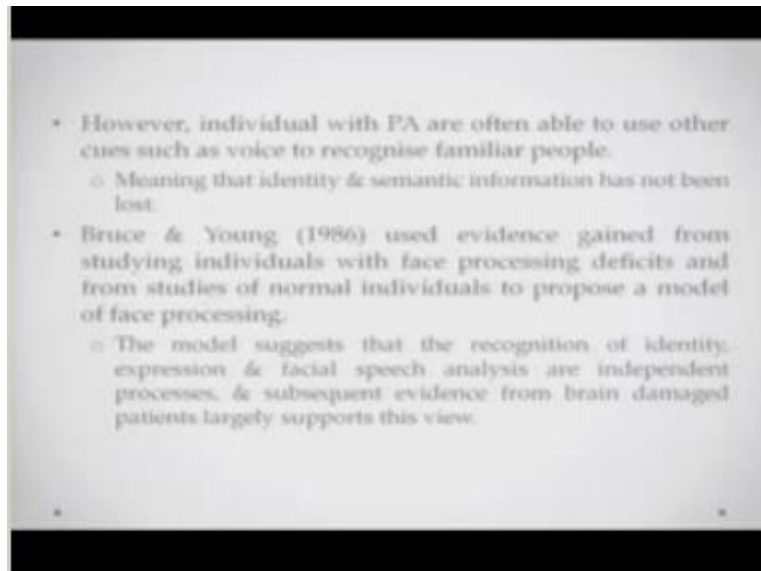 • However, individual with PA are often able to use other
cues such as voice to recognise familiar people.
o Meaning that identity & semantic information has not been
lost.
• Bruce & Young (1986) used evidence gained from
studying individuals with face processing deficits and
from studies of normal individuals to propose a model
of face processing.
o The model suggests that the recognition of identity,
expression & facial speech analysis are independent
processes, & subsequent evidence from brain damaged
patients largely supports this view.